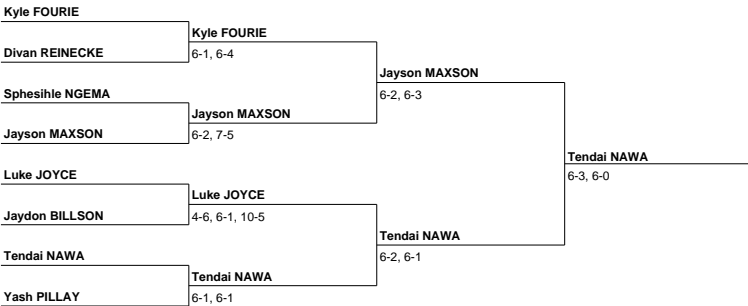 Kyle FOURIE
Kyle FOURIE
Divan REINECKE
6-1, 6-4
Jayson MAXSON
Sphesihle NGEMA
6-2, 6-3
Jayson MAXSON
Jayson MAXSON
6-2, 7-5
Tendai NAWA
Luke JOYCE
6-3, 6-0
Luke JOYCE
Jaydon BILLSON
4-6, 6-1, 10-5
Tendai NAWA
Tendai NAWA
6-2, 6-1
Tendai NAWA
Yash PILLAY
6-1, 6-1